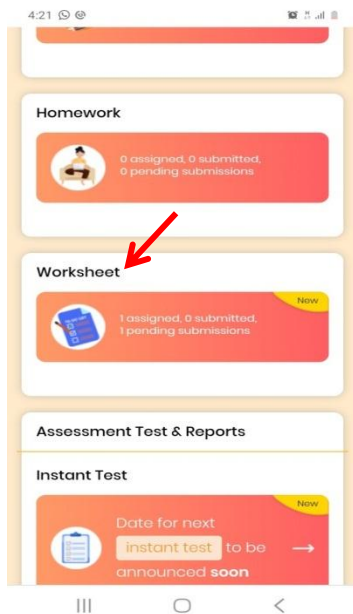 4:21
Homework
0 assigned, 0 submitted,
0 pending submissions
Worksheet
New
1 assigned, 0 submitted,
1 pending submissions
Assessment Test & Reports
Instant Test
New
Date for next
instant test to be
announced soon